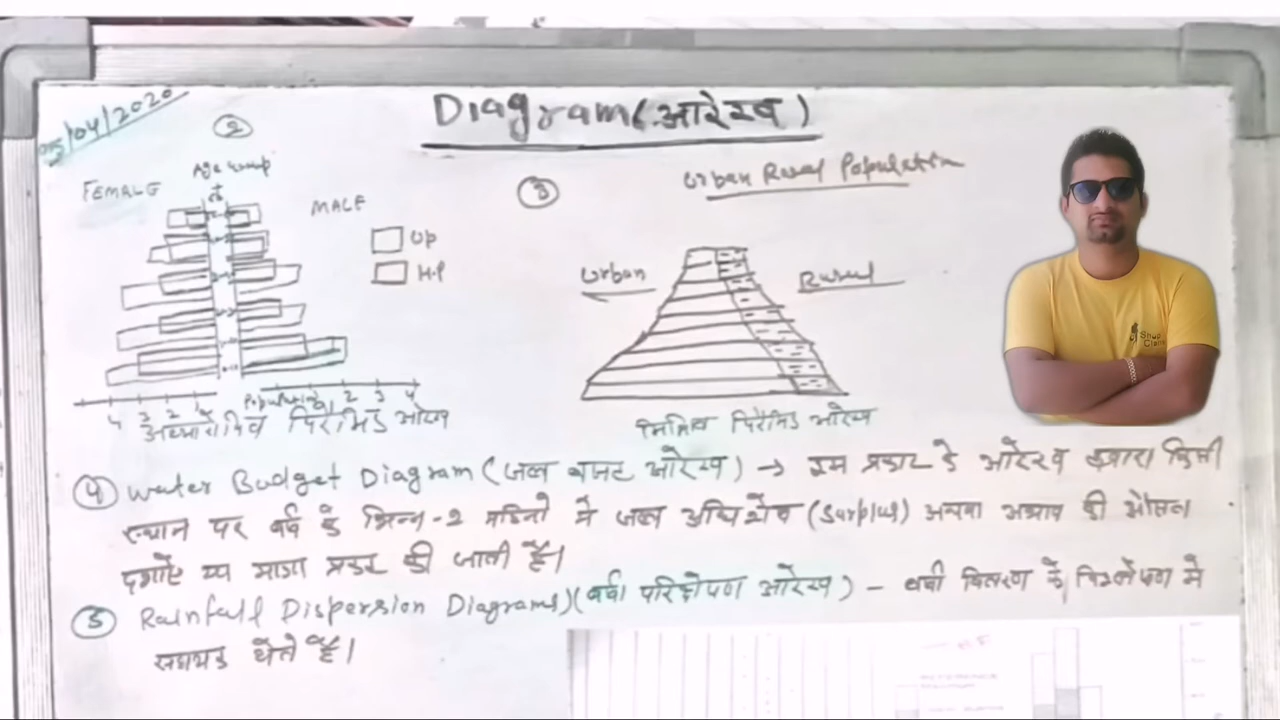 05/04/2020
Diagram(आरेख)
2
Age Group
FEMALE
MALE
UP
H.P
4 3 2 1 Population 1 2 3 4
अध्यारोपित पिरामिड आरेख
3
Urban Rural Population
Urban
Rural
मिश्रित पिरामिड आरेख
4 Water Budget Diagram (जल बजट आरेख) → इस प्रकार के आरेख द्वारा किसी
स्थान पर वर्ष के भिन्न-2 महिनो में जल अधिशेष (Surplus) अथवा अभाव की औसत
दशाएँ मात्रा प्रकट की जाती हैं।
5 Rainfall Dispersion Diagrams)(वर्षा परिक्षेपण आरेख) - वर्षा वितरण के विश्लेषण में
सहायक होते हैं।